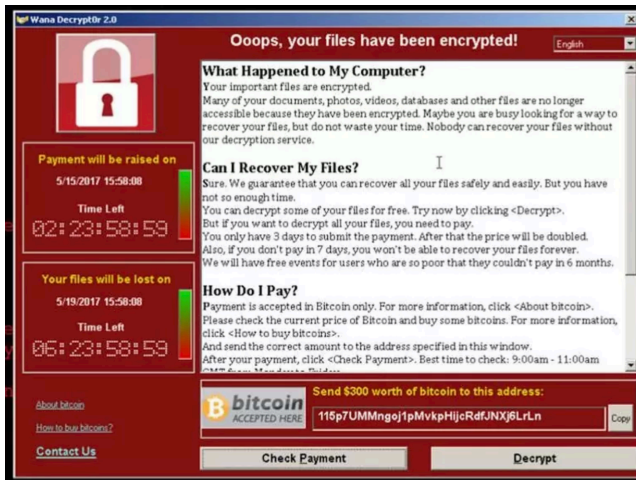 Wana Decrypt0r 2.0
Ooops, your files have been encrypted!
English
What Happened to My Computer?
Your important files are encrypted.
Many of your documents, photos, videos, databases and other files are no longer
accessible because they have been encrypted. Maybe you are busy looking for a way to
recover your files, but do not waste your time. Nobody can recover your files without
our decryption service.
Can I Recover My Files?
Sure. We guarantee that you can recover all your files safely and easily. But you have
not so enough time.
You can decrypt some of your files for free. Try now by clicking <Decrypt>.
But if you want to decrypt all your files, you need to pay.
You only have 3 days to submit the payment. After that the price will be doubled.
Also, if you don't pay in 7 days, you won't be able to recover your files forever.
We will have free events for users who are so poor that they couldn't pay in 6 months.
How Do I Pay?
Payment is accepted in Bitcoin only. For more information, click <About bitcoin>.
Please check the current price of Bitcoin and buy some bitcoins. For more information,
click <How to buy bitcoins>.
And send the correct amount to the address specified in this window.
After your payment, click <Check Payment>. Best time to check: 9:00am - 11:00am
GMT from Monday to Friday.
Payment will be raised on
5/15/2017 15:58:08
Time Left
02:23:58:59
Your files will be lost on
5/19/2017 15:58:08
Time Left
06:23:58:59
About bitcoin
How to buy bitcoins?
Contact Us
bitcoin
ACCEPTED HERE
Send $300 worth of bitcoin to this address:
115p7UMMngoj1pMvkpHijcRdfJNXj6LrLn
Copy
Check Payment
Decrypt